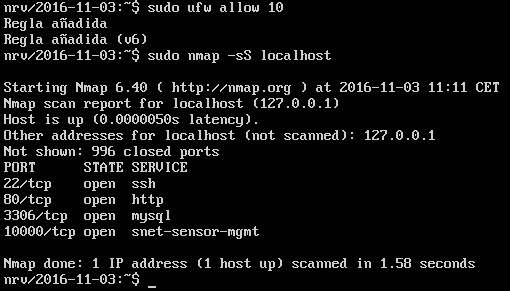 nrv/2016-11-03:~$ sudo ufw allow 10
Regla añadida
Regla añadida (v6)
nrv/2016-11-03:~$ sudo nmap -sS localhost
Starting Nmap 6.40 ( http://nmap.org ) at 2016-11-03 11:11 CET
Nmap scan report for localhost (127.0.0.1)
Host is up (0.0000050s latency).
Other addresses for localhost (not scanned): 127.0.0.1
Not shown: 996 closed ports
PORT      STATE SERVICE
22/tcp    open  ssh
80/tcp    open  http
3306/tcp  open  mysql
10000/tcp open  snet-sensor-mgmt
Nmap done: 1 IP address (1 host up) scanned in 1.58 seconds
nrv/2016-11-03:~$ _